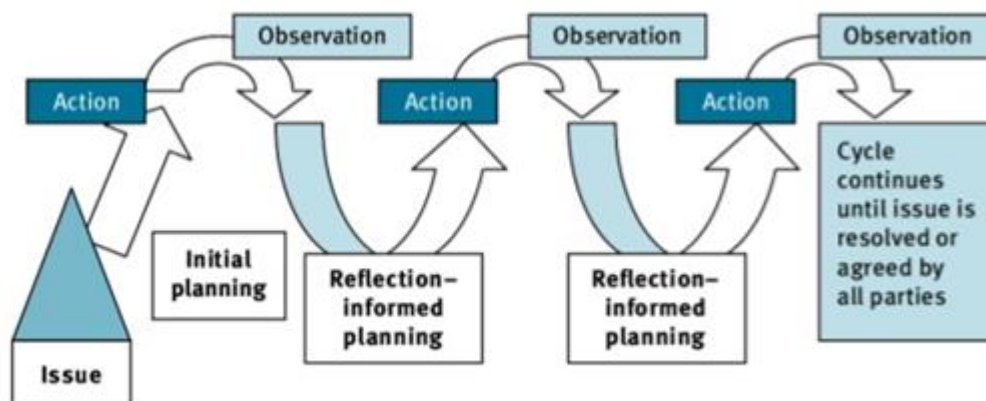 Observation
Observation
Observation
Action
Action
Action
Cycle
continues
until issue is
resolved or
agreed by
all parties
Initial
planning
Reflection–
informed
planning
Reflection–
informed
planning
Issue